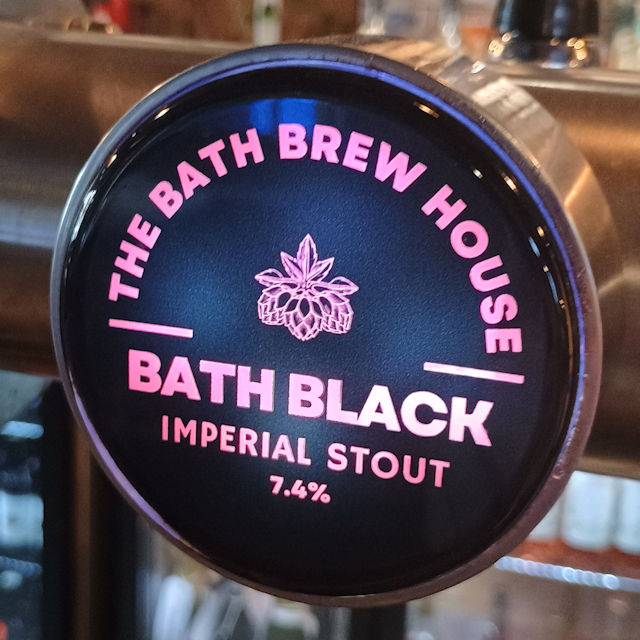 THE BATH BREW HOUSE
BATH BLACK
IMPERIAL STOUT
7.4%